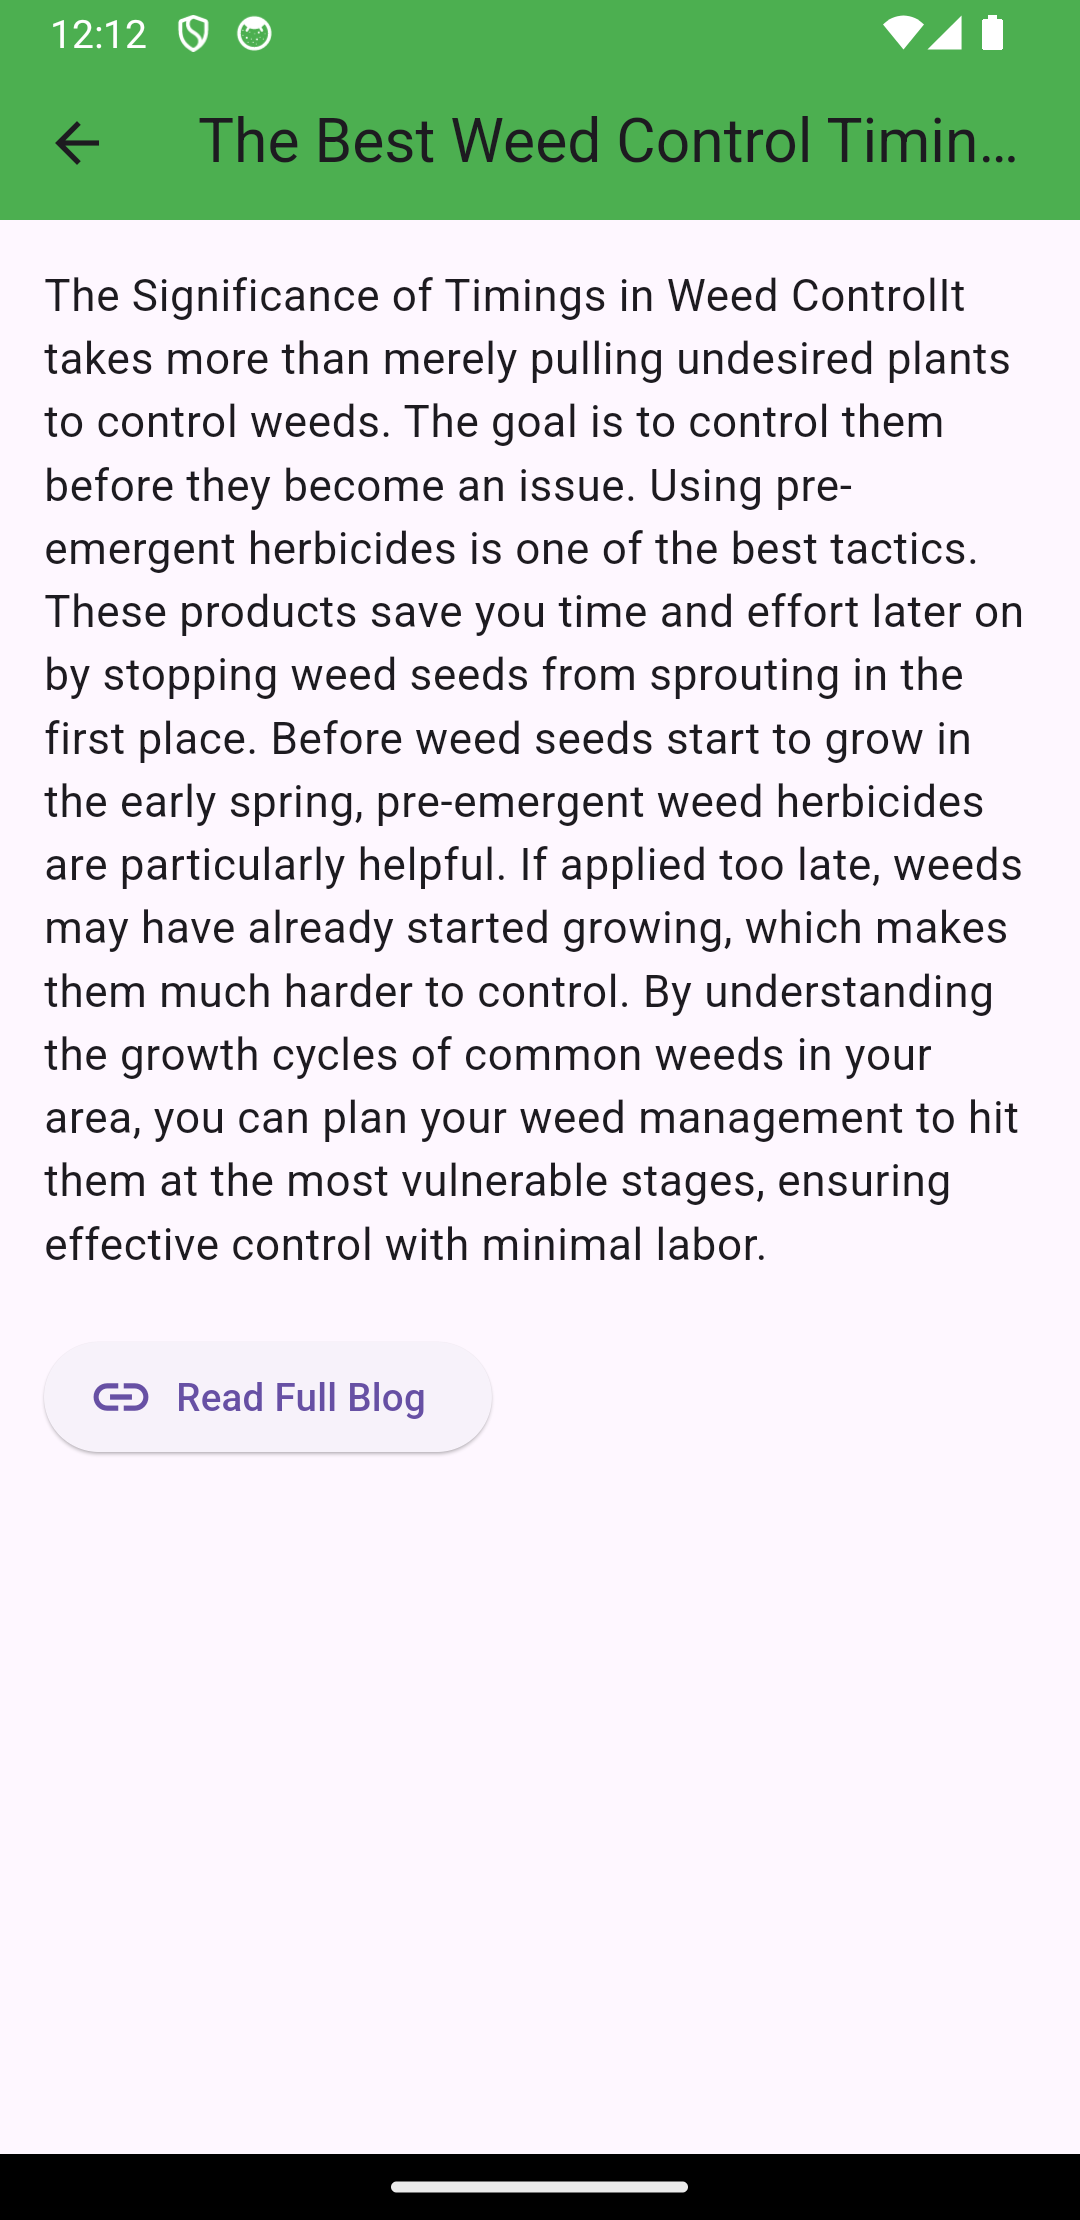 12:12
The Best Weed Control Timin...
The Significance of Timings in Weed ControlIt
takes more than merely pulling undesired plants
to control weeds. The goal is to control them
before they become an issue. Using pre-
emergent herbicides is one of the best tactics.
These products save you time and effort later on
by stopping weed seeds from sprouting in the
first place. Before weed seeds start to grow in
the early spring, pre-emergent weed herbicides
are particularly helpful. If applied too late, weeds
may have already started growing, which makes
them much harder to control. By understanding
the growth cycles of common weeds in your
area, you can plan your weed management to hit
them at the most vulnerable stages, ensuring
effective control with minimal labor.
Read Full Blog